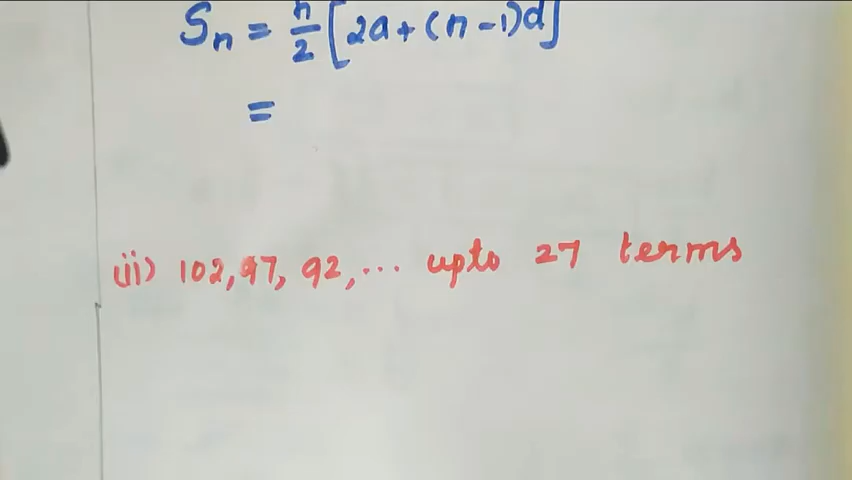 Sn = n/2 [2a + (n - 1)d]
=
(ii) 102, 97, 92, ... upto 27 terms